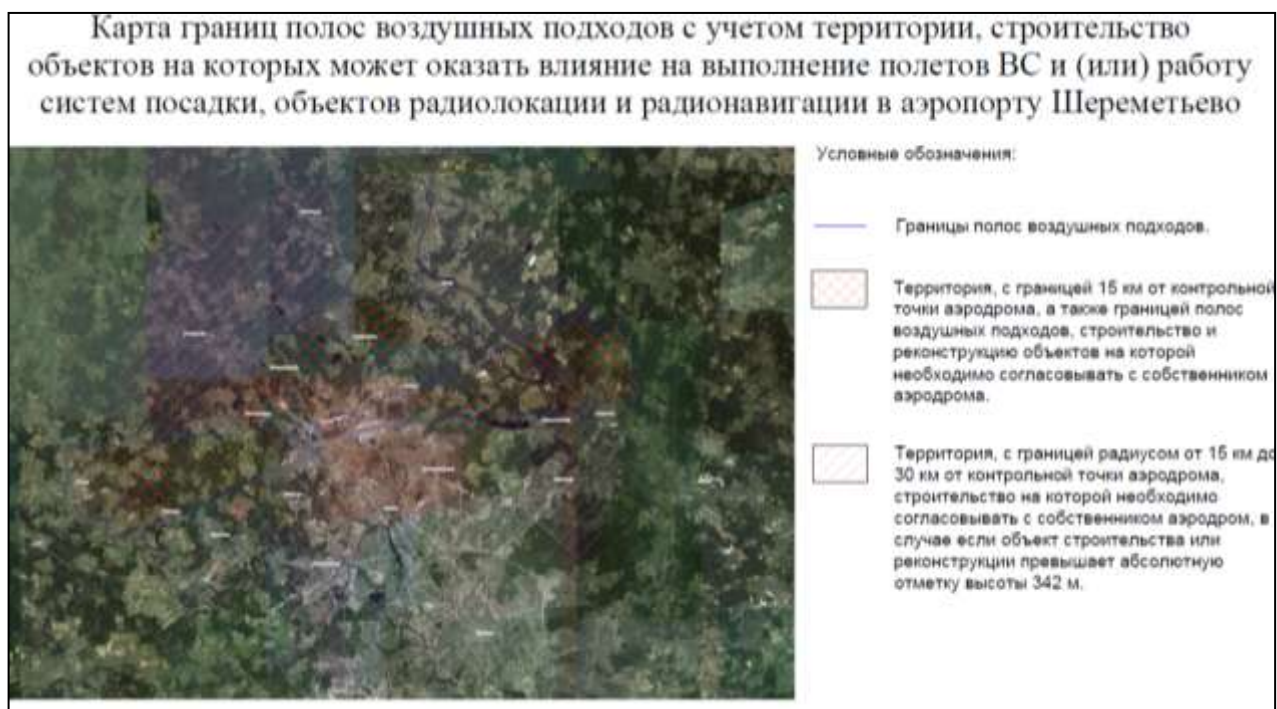 Карта границ полос воздушных подходов с учетом территории, строительство
объектов на которых может оказать влияние на выполнение полетов ВС и (или) работу
систем посадки, объектов радиолокации и радионавигации в аэропорту Шереметьево
Условные обозначения:
Границы полос воздушных подходов.
Территория, с границей 15 км от контрольной
точки аэродрома, а также границей полос
воздушных подходов, строительство и
реконструкцию объектов на которой
необходимо согласовывать с собственником
аэродрома.
Территория, с границей радиусом от 15 км до
30 км от контрольной точки аэродрома,
строительство на которой необходимо
согласовывать с собственником аэродром, в
случае если объект строительства или
реконструкции превышает абсолютную
отметку высоты 342 м.